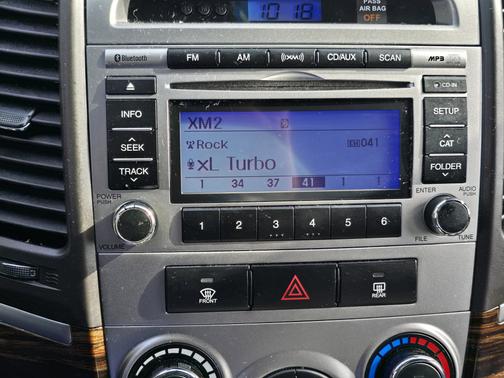 10:18
PASS
AIR BAG
OFF
Bluetooth
FM AM ((XM)) CD/AUX SCAN MP3
CD-IN
INFO
SETUP
SEEK
TRACK
CAT
FOLDER
XM2
Rock CH 041
XL Turbo
1 34 37 41 1 1
POWER
PUSH
VOLUME
ENTER
AUDIO
PUSH
FILE
TUNE
1 2 3 4 5 6
FRONT
REAR